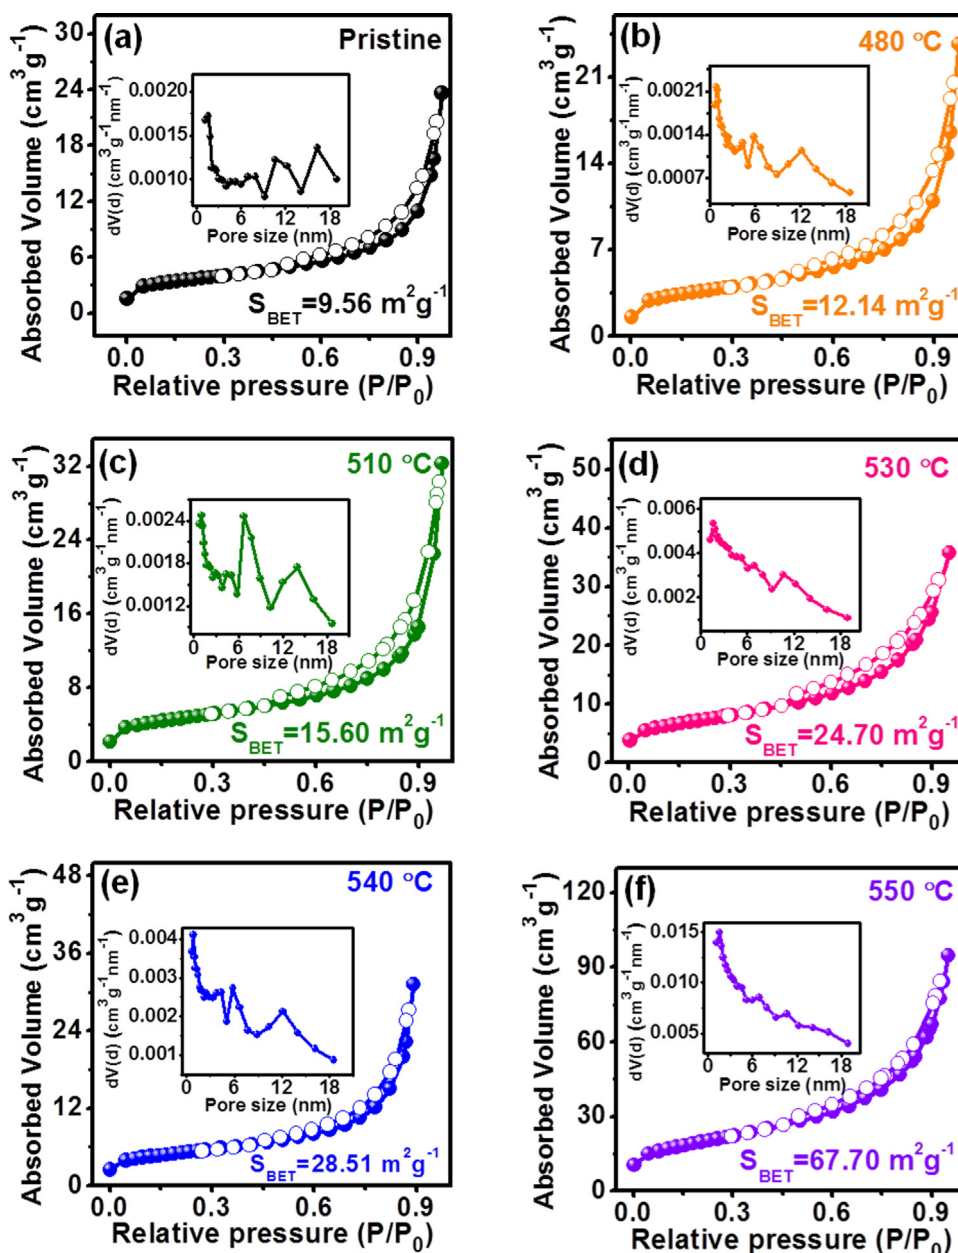 (a) Pristine
Absorbed Volume (cm³g⁻¹)
30
24
18
12
6
0
0.0 0.3 0.6 0.9
Relative pressure (P/P₀)
dV(d) (cm³g⁻¹nm⁻¹)
0.0020
0.0015
0.0010
0 6 12 18
Pore size (nm)
S_BET=9.56 m²g⁻¹
(b) 480 °C
Absorbed Volume (cm³g⁻¹)
21
14
7
0
0.0 0.3 0.6 0.9
Relative pressure (P/P₀)
dV(d) (cm³g⁻¹nm⁻¹)
0.0021
0.0014
0.0007
0 6 12 18
Pore size (nm)
S_BET=12.14 m²g⁻¹
(c) 510 °C
Absorbed Volume (cm³g⁻¹)
32
24
16
8
0
0.0 0.3 0.6 0.9
Relative pressure (P/P₀)
dV(d) (cm³g⁻¹nm⁻¹)
0.0024
0.0018
0.0012
0 6 12 18
Pore size (nm)
S_BET=15.60 m²g⁻¹
(d) 530 °C
Absorbed Volume (cm³g⁻¹)
50
40
30
20
10
0
0.0 0.3 0.6 0.9
Relative pressure (P/P₀)
dV(d) (cm³g⁻¹nm⁻¹)
0.006
0.004
0.002
0 6 12 18
Pore size (nm)
S_BET=24.70 m²g⁻¹
(e) 540 °C
Absorbed Volume (cm³g⁻¹)
48
36
24
12
0
0.0 0.3 0.6 0.9
Relative pressure (P/P₀)
dV(d) (cm³g⁻¹nm⁻¹)
0.004
0.003
0.002
0.001
0 6 12 18
Pore size (nm)
S_BET=28.51 m²g⁻¹
(f) 550 °C
Absorbed Volume (cm³g⁻¹)
120
90
60
30
0
0.0 0.3 0.6 0.9
Relative pressure (P/P₀)
dV(d) (cm³g⁻¹nm⁻¹)
0.015
0.010
0.005
0 6 12 18
Pore size (nm)
S_BET=67.70 m²g⁻¹